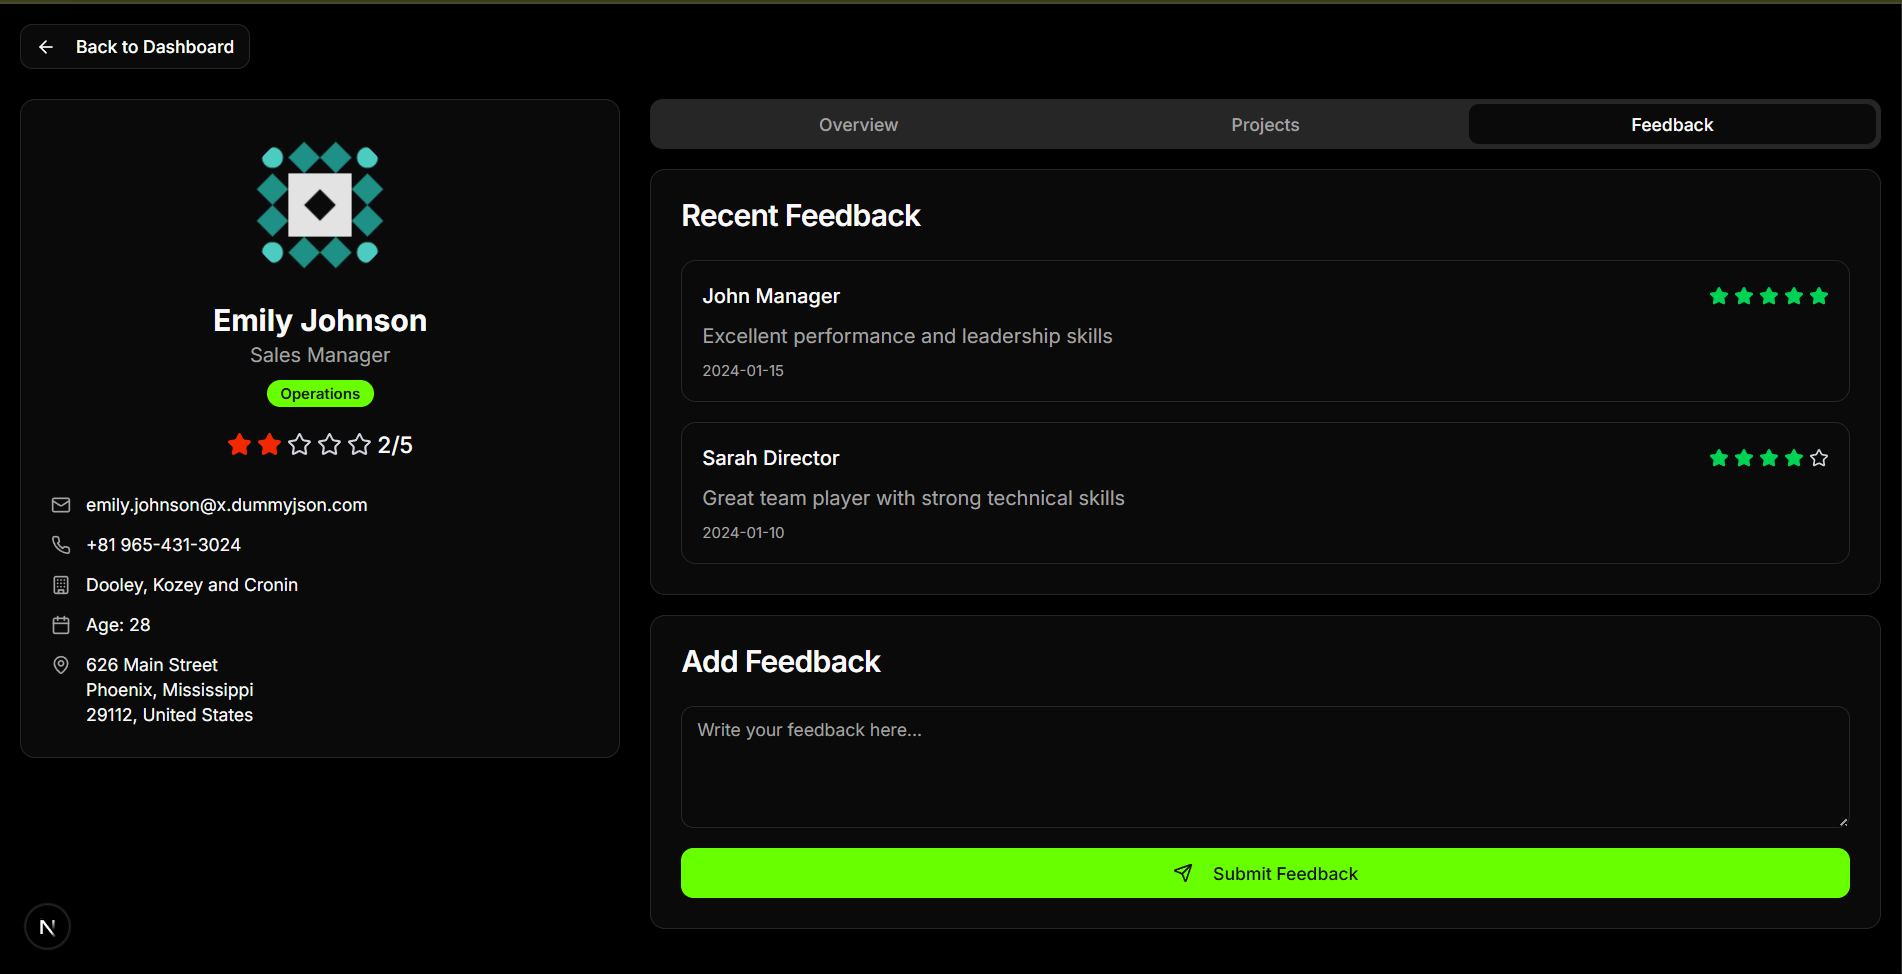 Back to Dashboard
Emily Johnson
Sales Manager
Operations
2/5
emily.johnson@x.dummyjson.com
+81 965-431-3024
Dooley, Kozey and Cronin
Age: 28
626 Main Street
Phoenix, Mississippi
29112, United States
Overview Projects Feedback
Recent Feedback
John Manager
Excellent performance and leadership skills
2024-01-15
Sarah Director
Great team player with strong technical skills
2024-01-10
Add Feedback
Write your feedback here...
Submit Feedback
N